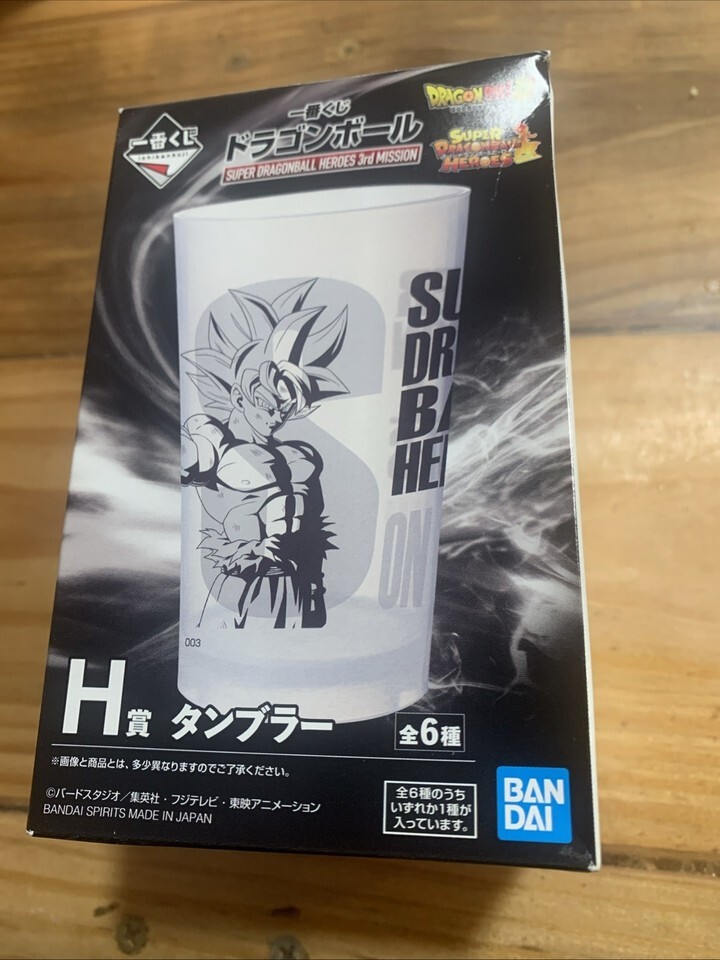 一番くじ
ichibankuji
一番くじ
ドラゴンボール
SUPER DRAGONBALL HEROES 3rd MISSION
DRAGON BALL
SUPER
DRAGONBALL
HEROES
SU
DR
BA
HE
ON
B
003
H賞 タンブラー
全6種
※画像と商品とは、多少異なりますのでご了承ください。
©バードスタジオ/集英社・フジテレビ・東映アニメーション
BANDAI SPIRITS MADE IN JAPAN
全6種のうち
いずれか1種が
入っています。
BAN
DAI